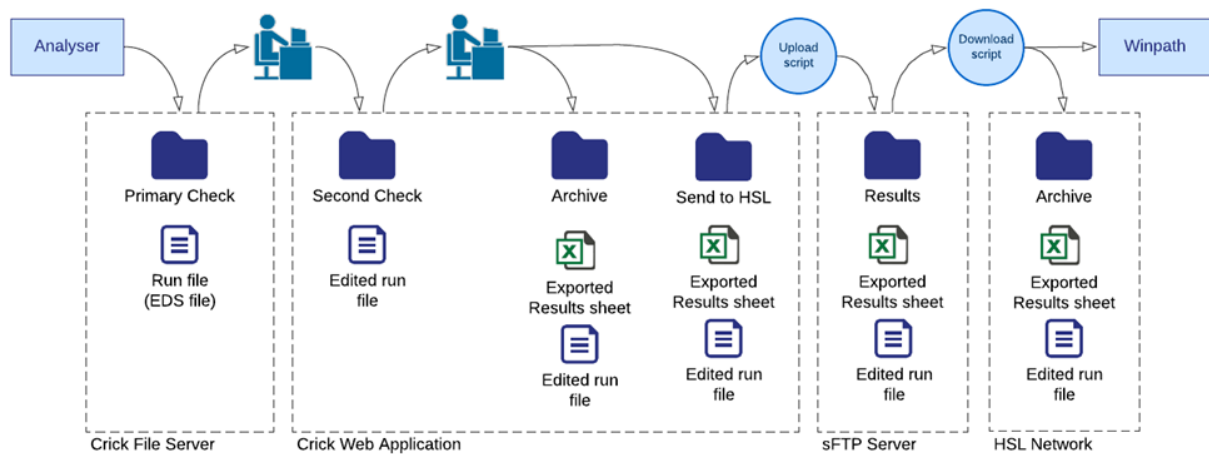 Analyser
Upload
script
Download
script
Winpath
Primary Check
Second Check
Archive
Send to HSL
Results
Archive
Run file
(EDS file)
Edited run
file
X
Exported
Results sheet
Edited run
file
X
Exported
Results sheet
Edited run
file
X
Exported
Results sheet
Edited run
file
X
Exported
Results sheet
Edited run
file
Crick File Server
Crick Web Application
sFTP Server
HSL Network